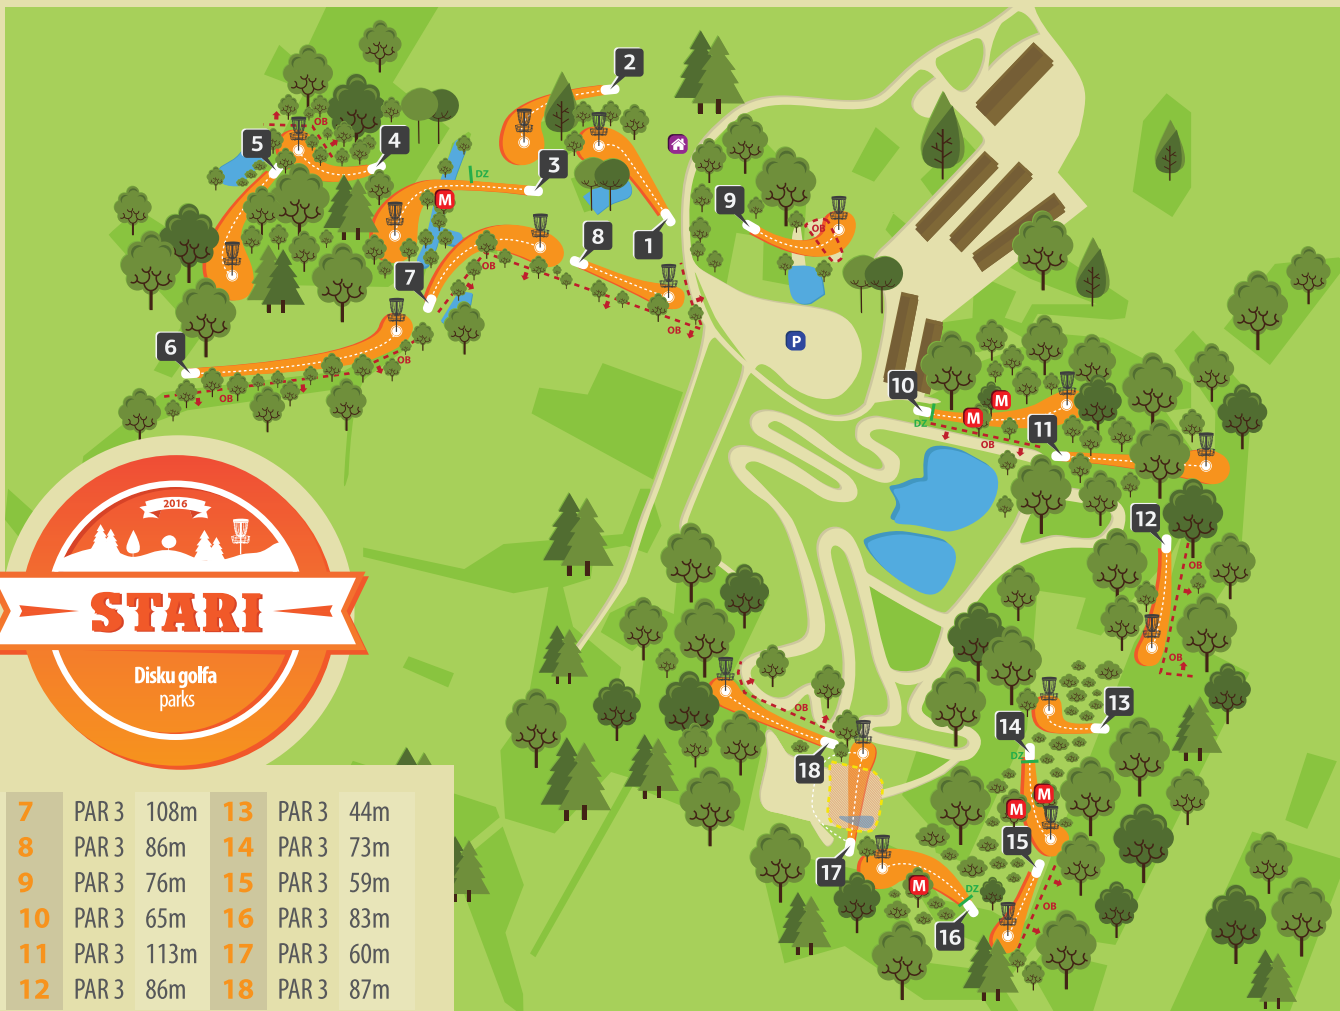 2
5
4
3
DZ
M
OB
9
OB
1
8
7
OB
OB
6
OB
OB
P
10
DZ
M
M
11
OB
12
OB
OB
2016
STARI
Disku golfa
parks
13
14
DZ
M
M
15
OB
OB
18
17
M
DZ
16
7 PAR 3 108m 13 PAR 3 44m
8 PAR 3 86m 14 PAR 3 73m
9 PAR 3 76m 15 PAR 3 59m
10 PAR 3 65m 16 PAR 3 83m
11 PAR 3 113m 17 PAR 3 60m
12 PAR 3 86m 18 PAR 3 87m